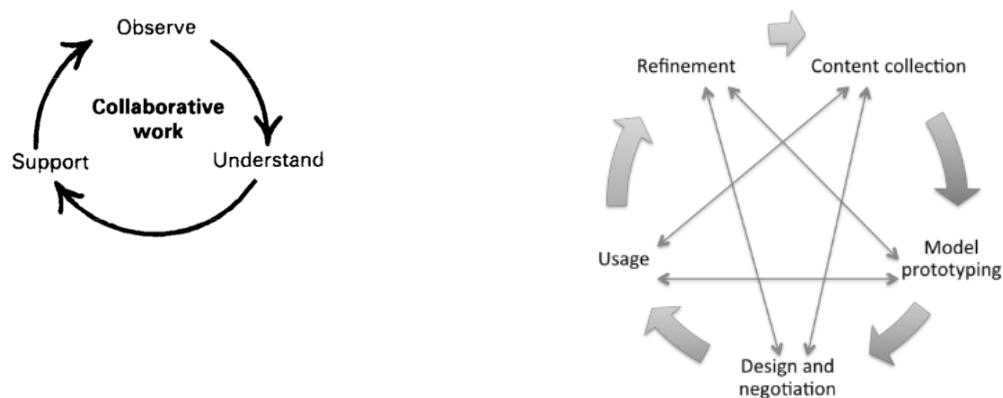 Observe
Collaborative
work
Support
Understand
Refinement
Content collection
Usage
Model
prototyping
Design and
negotiation